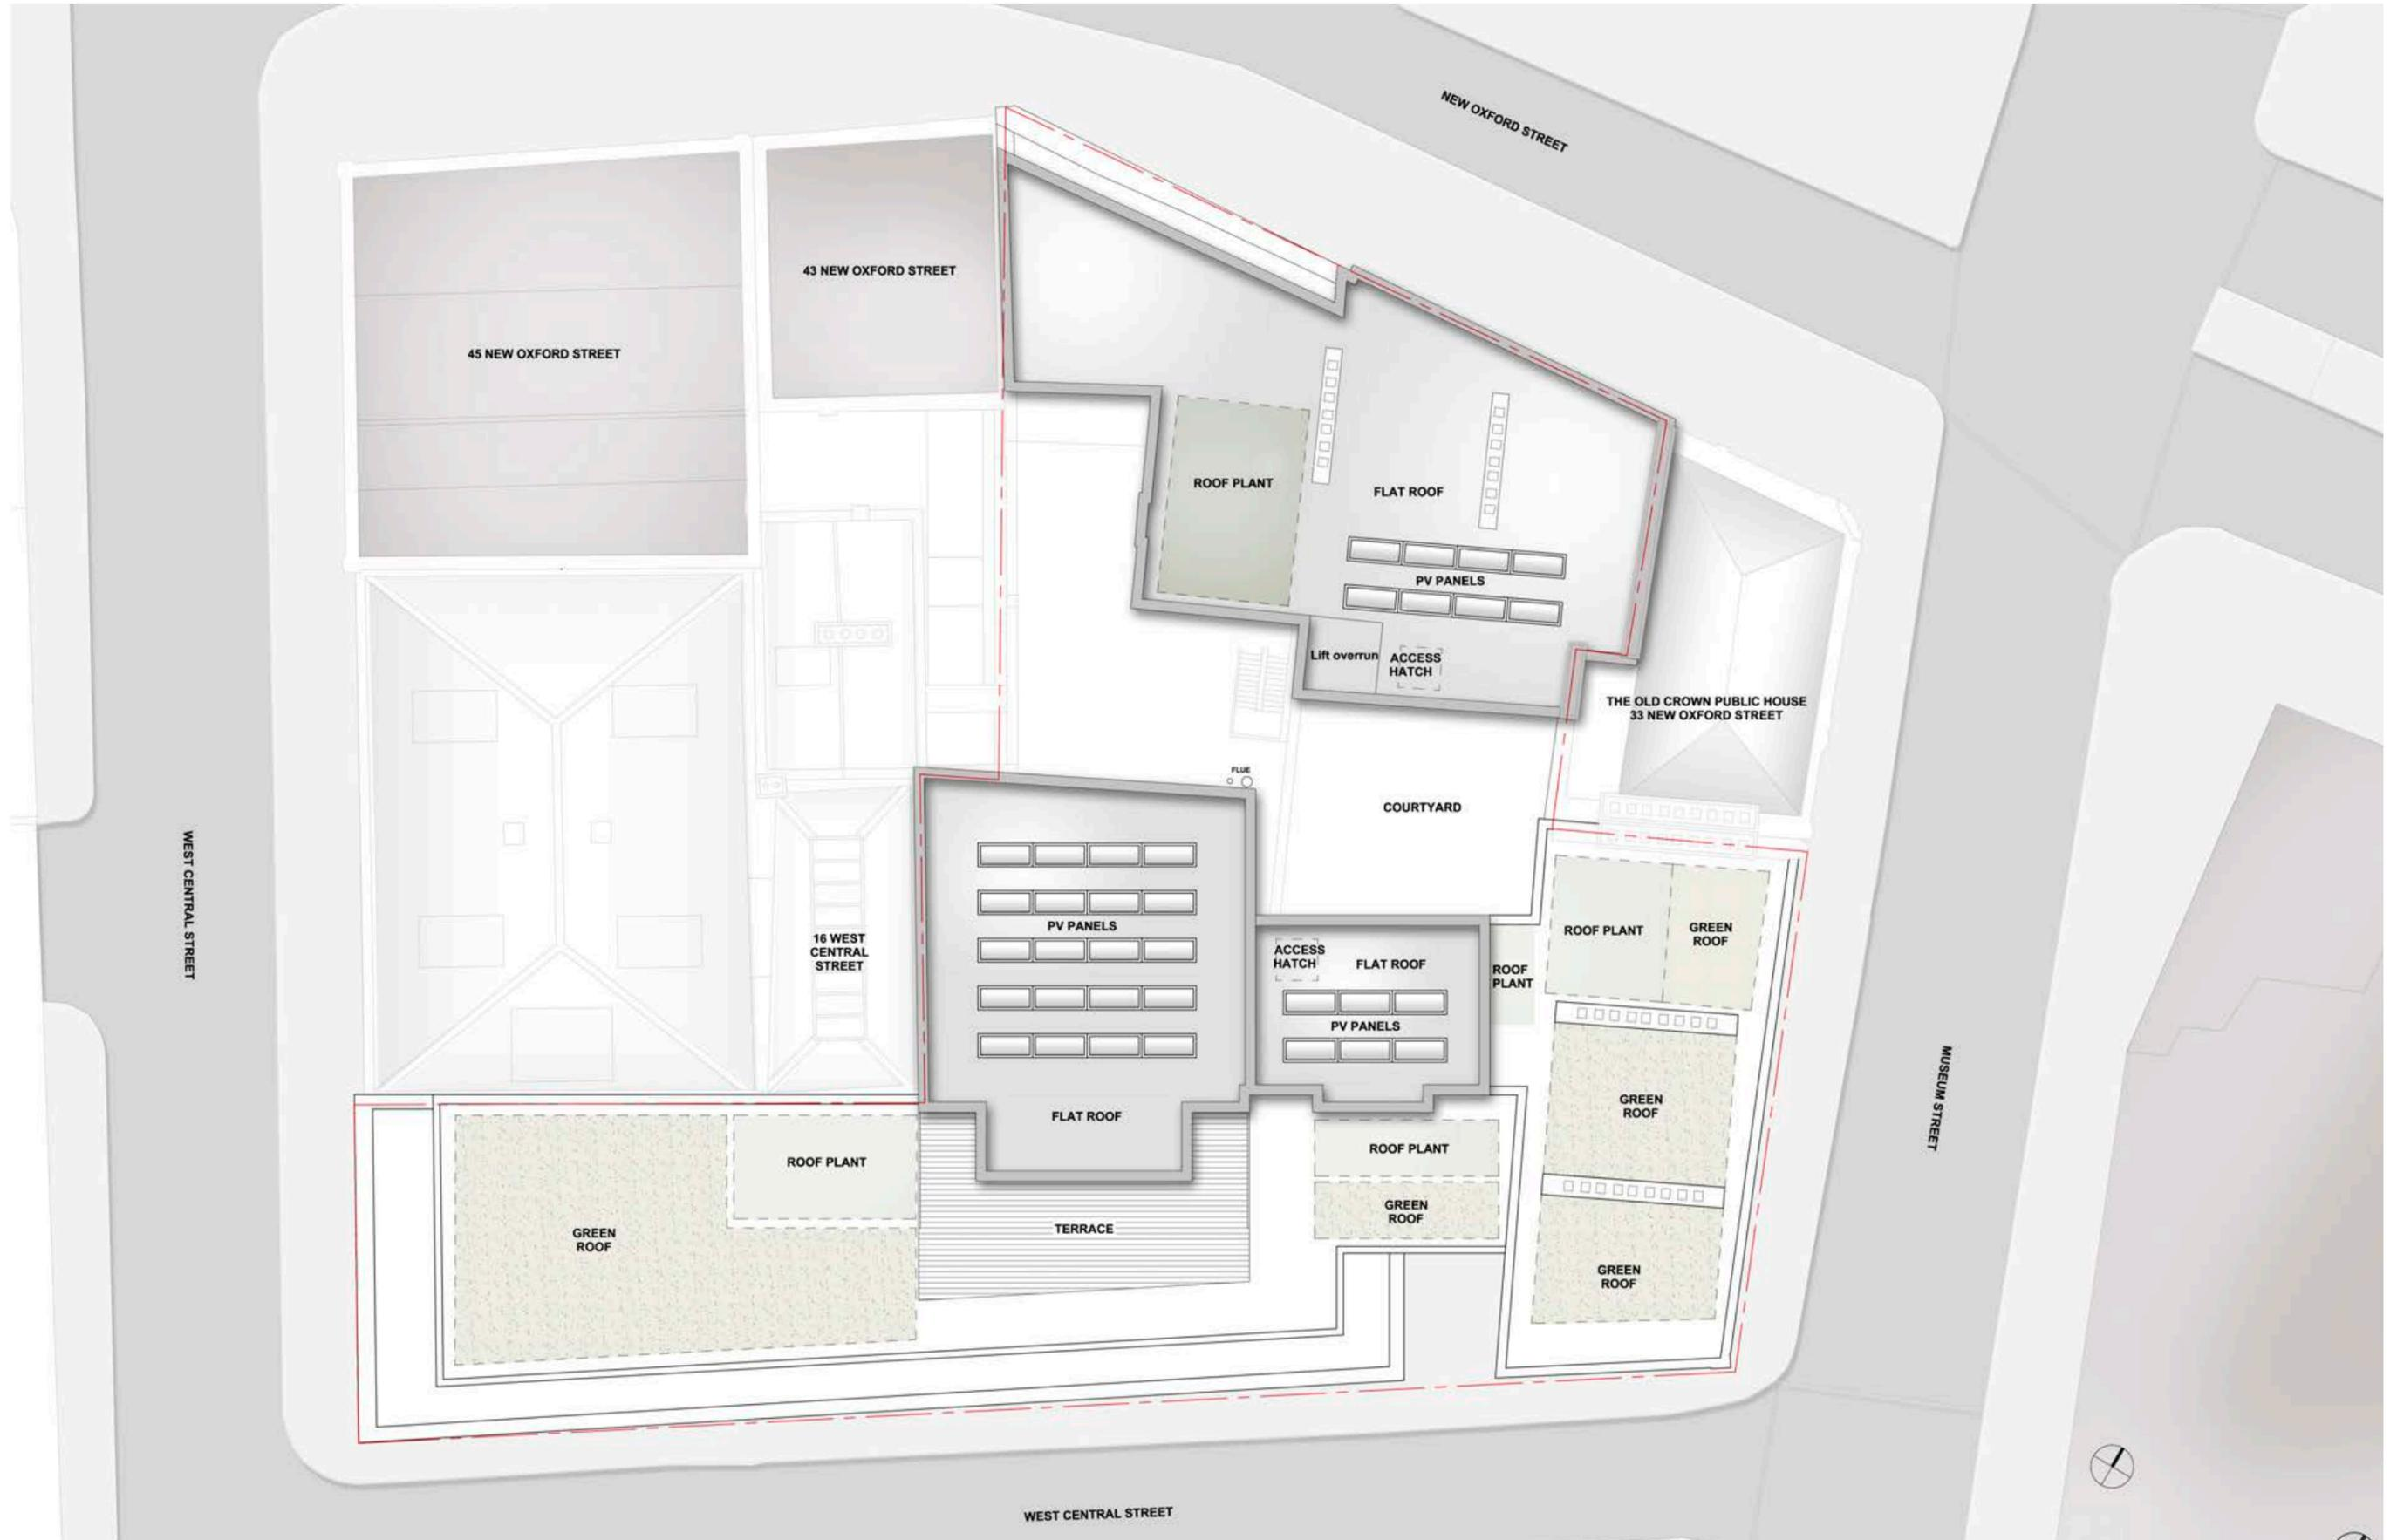 NEW OXFORD STREET
43 NEW OXFORD STREET
45 NEW OXFORD STREET
ROOF PLANT
FLAT ROOF
PV PANELS
Lift overrun
ACCESS
HATCH
THE OLD CROWN PUBLIC HOUSE
33 NEW OXFORD STREET
FLUE
COURTYARD
WEST CENTRAL STREET
16 WEST
CENTRAL
STREET
PV PANELS
ACCESS
HATCH
FLAT ROOF
PV PANELS
ROOF
PLANT
ROOF PLANT
GREEN
ROOF
GREEN
ROOF
MUSEUM STREET
FLAT ROOF
ROOF PLANT
ROOF PLANT
GREEN
ROOF
GREEN
ROOF
TERRACE
GREEN
ROOF
WEST CENTRAL STREET